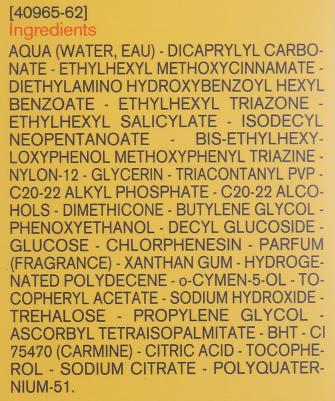 [40965-62]
Ingredients
AQUA (WATER, EAU) - DICAPRYLYL CARBO-
NATE - ETHYLHEXYL METHOXYCINNAMATE -
DIETHYLAMINO HYDROXYBENZOYL HEXYL
BENZOATE - ETHYLHEXYL TRIAZONE -
ETHYLHEXYL SALICYLATE - ISODECYL
NEOPENTANOATE - BIS-ETHYLHEXY-
LOXYPHENOL METHOXYPHENYL TRIAZINE -
NYLON-12 - GLYCERIN - TRIACONTANYL PVP -
C20-22 ALKYL PHOSPHATE - C20-22 ALCO-
HOLS - DIMETHICONE - BUTYLENE GLYCOL -
PHENOXYETHANOL - DECYL GLUCOSIDE -
GLUCOSE - CHLORPHENESIN - PARFUM
(FRAGRANCE) - XANTHAN GUM - HYDROGE-
NATED POLYDECENE - o-CYMEN-5-OL - TO-
COPHERYL ACETATE - SODIUM HYDROXIDE -
TREHALOSE - PROPYLENE GLYCOL -
ASCORBYL TETRAISOPALMITATE - BHT - CI
75470 (CARMINE) - CITRIC ACID - TOCOPHE-
ROL - SODIUM CITRATE - POLYQUATER-
NIUM-51.